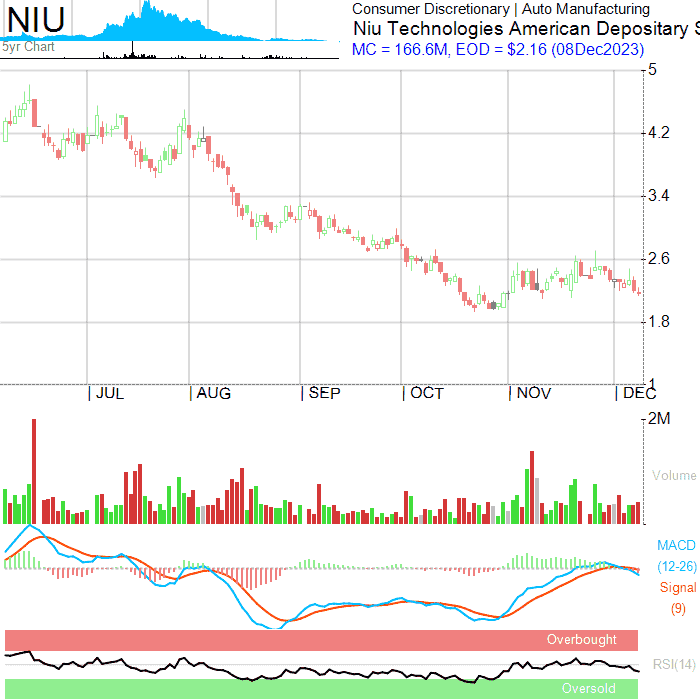 NIU
5yr Chart
Consumer Discretionary | Auto Manufacturing
Niu Technologies American Depositary S
MC = 166.6M, EOD = $2.16 (08Dec2023)
5
4.2
3.4
2.6
1.8
1
JUL
AUG
SEP
OCT
NOV
DEC
2M
Volume
MACD
(12-26)
Signal
(9)
Overbought
RSI(14)
Oversold